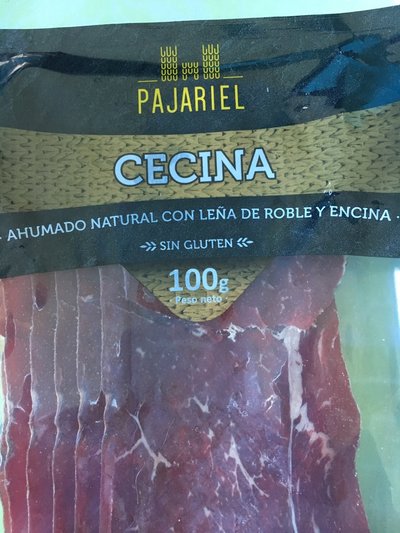 PAJARIEL
CECINA
AHUMADO NATURAL CON LEÑA DE ROBLE Y ENCINA
SIN GLUTEN
100g
Peso neto